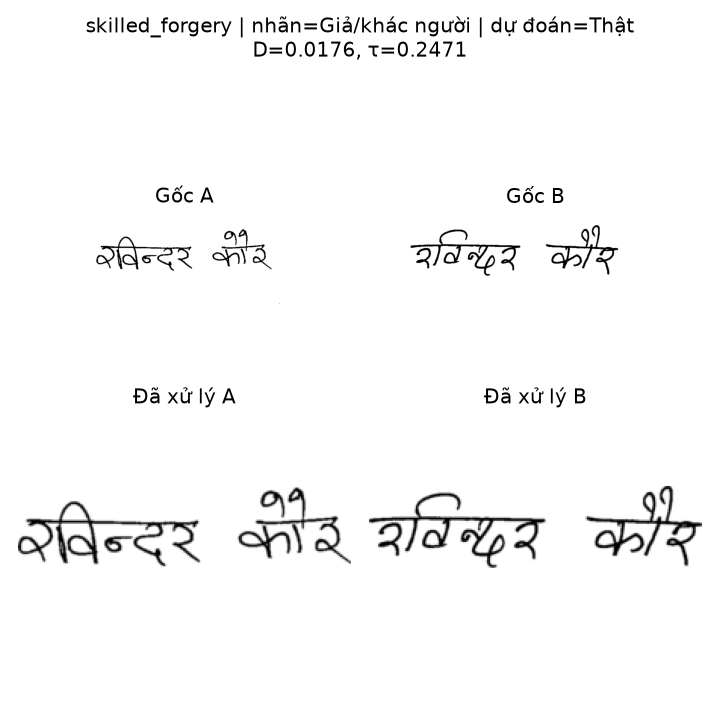 skilled_forgery | nhãn=Giả/khác người | dự đoán=Thật
D=0.0176, τ=0.2471
Gốc A
Gốc B
रविन्दर कौर
रविन्दर कौर
Đã xử lý A
Đã xử lý B
रविन्दर कौर
रविन्दर कौर